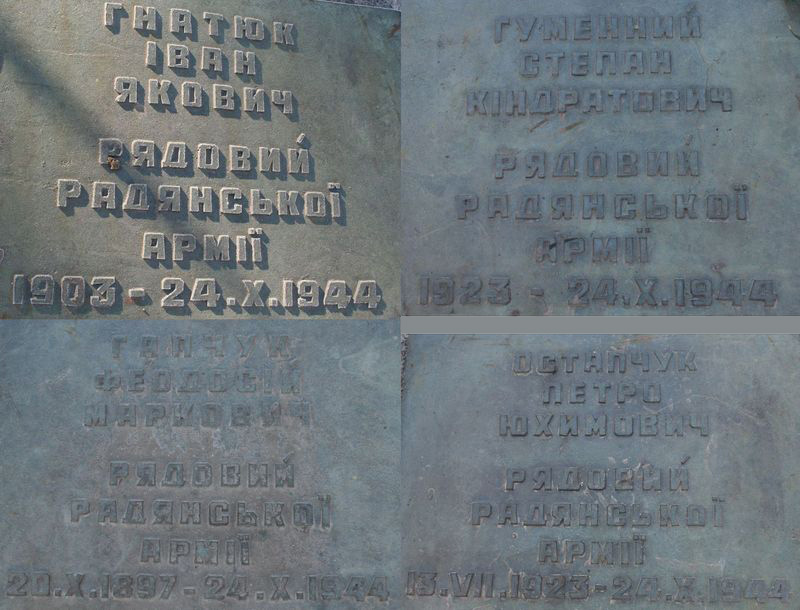 ГНАТЮК
ІВАН
ЯКОВИЧ
РЯДОВИЙ
РАДЯНСЬКОЇ
АРМІЇ
1903 - 24.X.1944
ГУМЕННИЙ
СТЕПАН
КІНДРАТОВИЧ
РЯДОВИЙ
РАДЯНСЬКОЇ
АРМІЇ
1923 - 24.X.1944
ГАПЧУК
ФЕОДОСІЙ
МАРКОВИЧ
РЯДОВИЙ
РАДЯНСЬКОЇ
АРМІЇ
20.X.1897-24.X.1944
ОСТАПЧУК
ПЕТРО
ЮХИМОВИЧ
РЯДОВИЙ
РАДЯНСЬКОЇ
АРМІЇ
13.VII.1923-24.X.1944